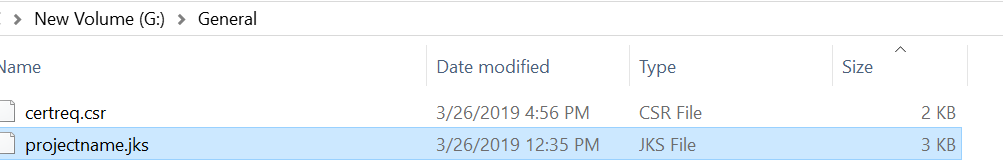 New Volume (G:) > General
Name Date modified Type Size
certreq.csr 3/26/2019 4:56 PM CSR File 2 KB
projectname.jks 3/26/2019 12:35 PM JKS File 3 KB